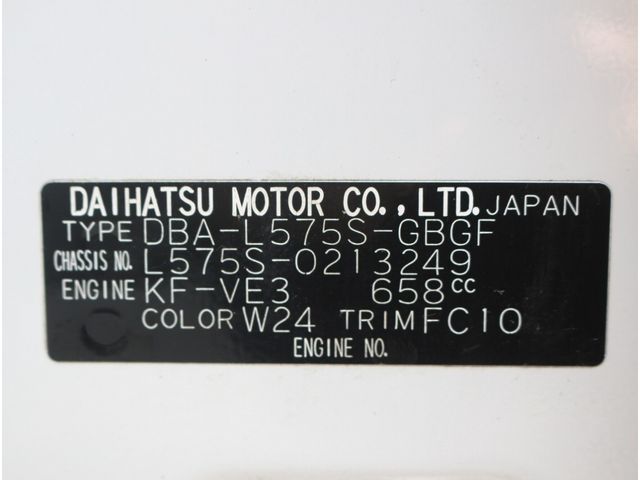 DAIHATSU MOTOR CO., LTD. JAPAN
TYPE DBA-L575S-GBGF
CHASSIS NO. L575S-0213249
ENGINE KF-VE3 658cc
COLOR W24 TRIM FC10
ENGINE NO.